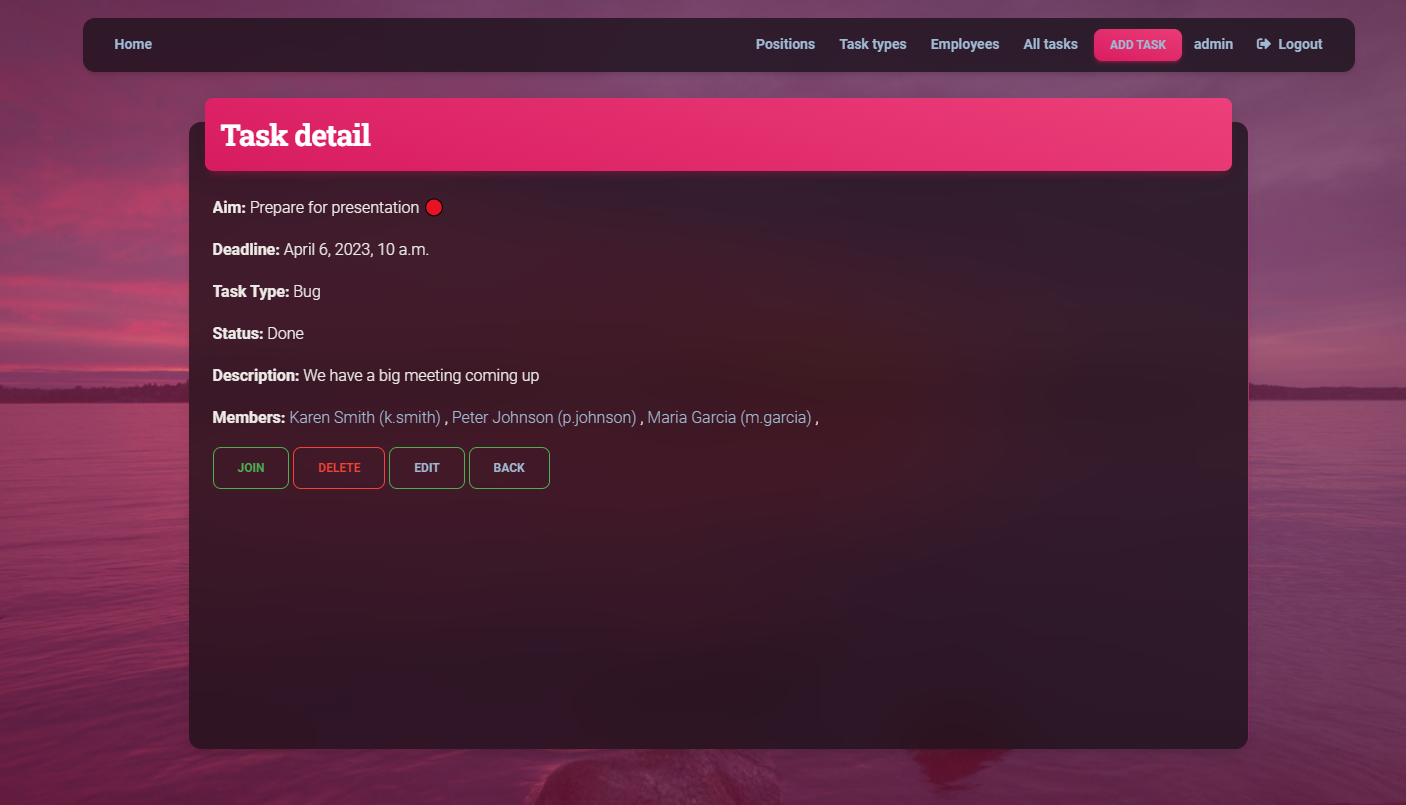 Home Positions Task types Employees All tasks ADD TASK admin Logout
Task detail
Aim: Prepare for presentation
Deadline: April 6, 2023, 10 a.m.
Task Type: Bug
Status: Done
Description: We have a big meeting coming up
Members: Karen Smith (k.smith) , Peter Johnson (p.johnson) , Maria Garcia (m.garcia) ,
JOIN DELETE EDIT BACK